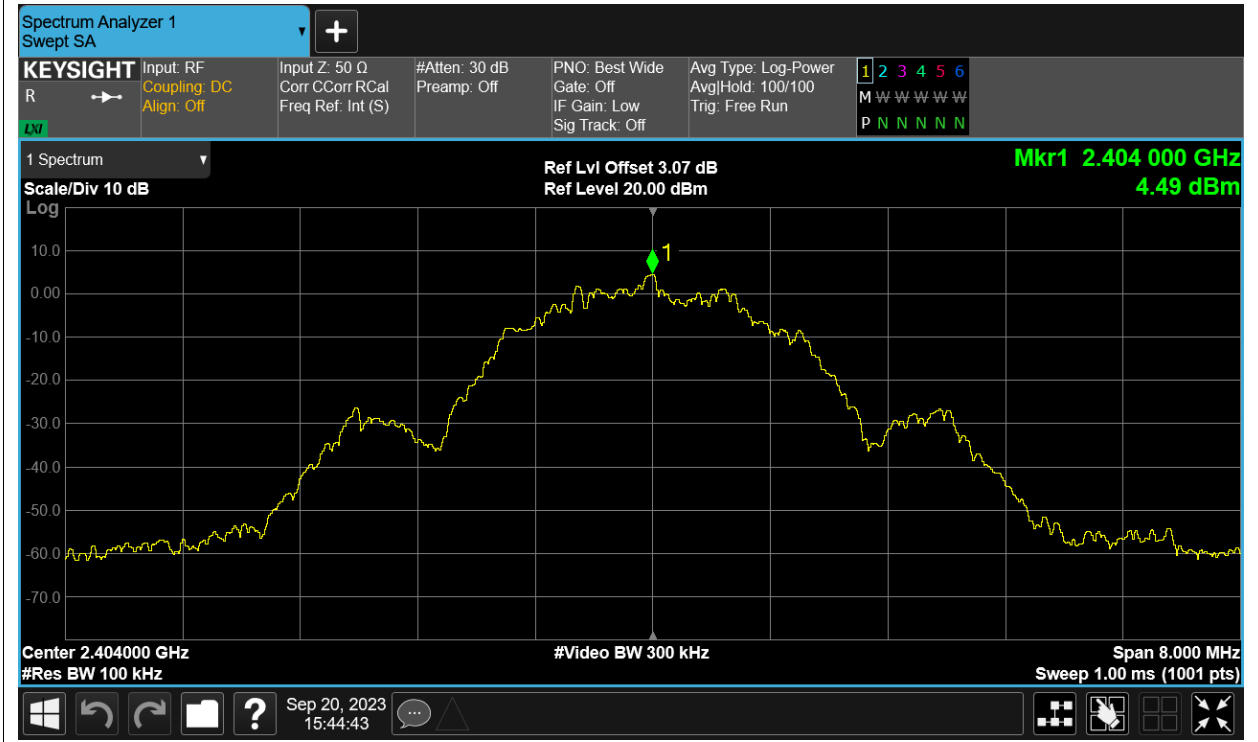 Spectrum Analyzer 1
Swept SA
+
KEYSIGHT
R
LXI
Input: RF
Coupling: DC
Align: Off
Input Z: 50 Ω
Corr CCorr RCal
Freq Ref: Int (S)
#Atten: 30 dB
Preamp: Off
PNO: Best Wide
Gate: Off
IF Gain: Low
Sig Track: Off
Avg Type: Log-Power
Avg|Hold: 100/100
Trig: Free Run
1 2 3 4 5 6
M W W W W W W
P N N N N N N
1 Spectrum
Scale/Div 10 dB
Log
Ref Lvl Offset 3.07 dB
Ref Level 20.00 dBm
Mkr1 2.404 000 GHz
4.49 dBm
1
10.0
0.00
-10.0
-20.0
-30.0
-40.0
-50.0
-60.0
-70.0
Center 2.404000 GHz
#Res BW 100 kHz
#Video BW 300 kHz
Span 8.000 MHz
Sweep 1.00 ms (1001 pts)
?
Sep 20, 2023
15:44:43